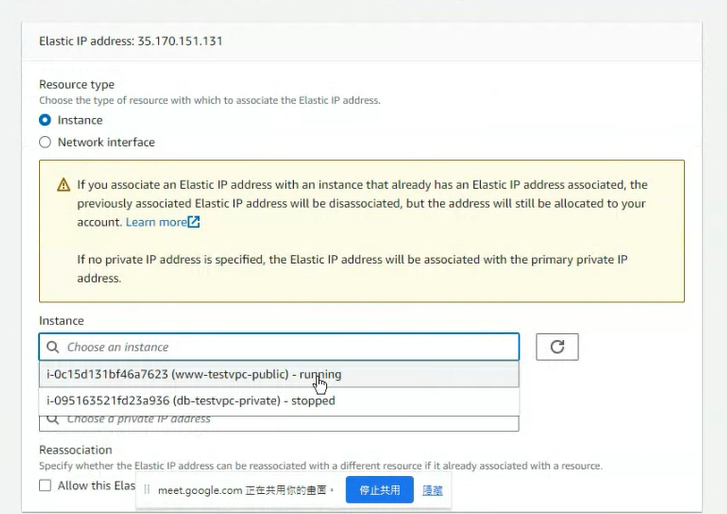 Elastic IP address: 35.170.151.131
Resource type
Choose the type of resource with which to associate the Elastic IP address.
Instance
Network interface
If you associate an Elastic IP address with an instance that already has an Elastic IP address associated, the
previously associated Elastic IP address will be disassociated, but the address will still be allocated to your
account. Learn more
If no private IP address is specified, the Elastic IP address will be associated with the primary private IP
address.
Instance
Choose an instance
i-0c15d131bf46a7623 (www-testvpc-public) - running
i-095163521fd23a936 (db-testvpc-private) - stopped
Choose a private IP address
Reassociation
Specify whether the Elastic IP address can be reassociated with a different resource if it already associated with a resource.
Allow this Elas
meet.google.com 正在共用你的畫面。 停止共用 隱藏